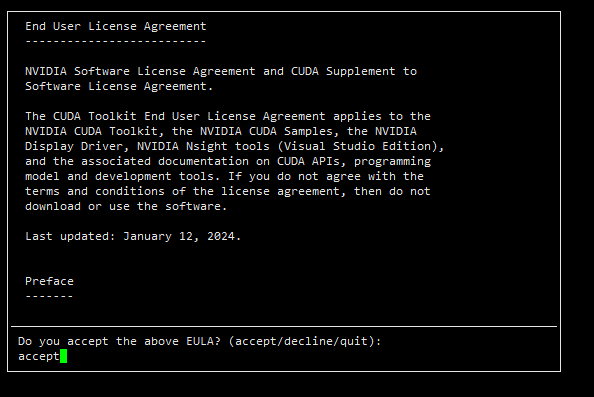 End User License Agreement
--------------------------
NVIDIA Software License Agreement and CUDA Supplement to
Software License Agreement.
The CUDA Toolkit End User License Agreement applies to the
NVIDIA CUDA Toolkit, the NVIDIA CUDA Samples, the NVIDIA
Display Driver, NVIDIA Nsight tools (Visual Studio Edition),
and the associated documentation on CUDA APIs, programming
model and development tools. If you do not agree with the
terms and conditions of the license agreement, then do not
download or use the software.
Last updated: January 12, 2024.
Preface
-------
Do you accept the above EULA? (accept/decline/quit):
accept